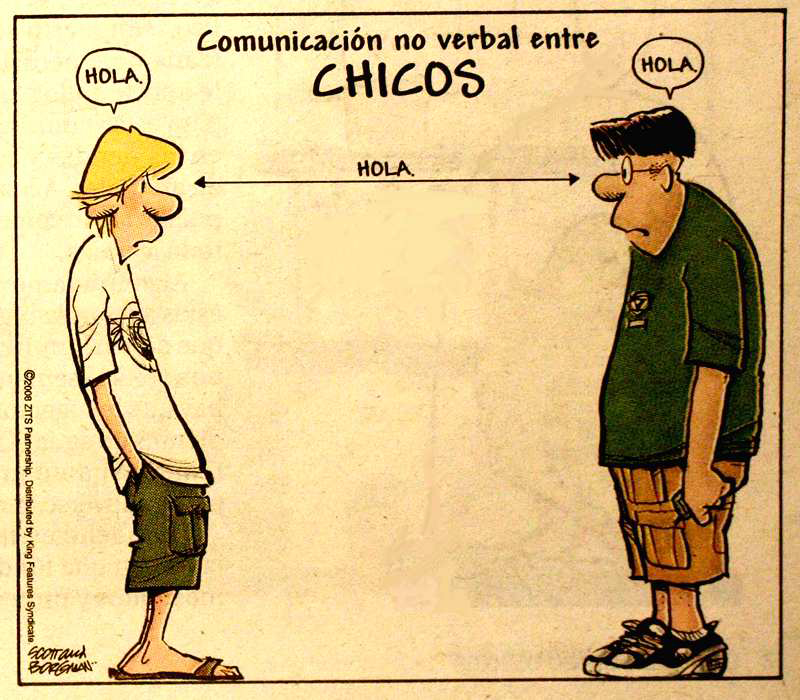 Comunicación no verbal entre
CHICOS
HOLA.
HOLA.
HOLA.
©2008 ZITS Partnership. Distributed by King Features Syndicate
SCOTT AND
BORGMAN